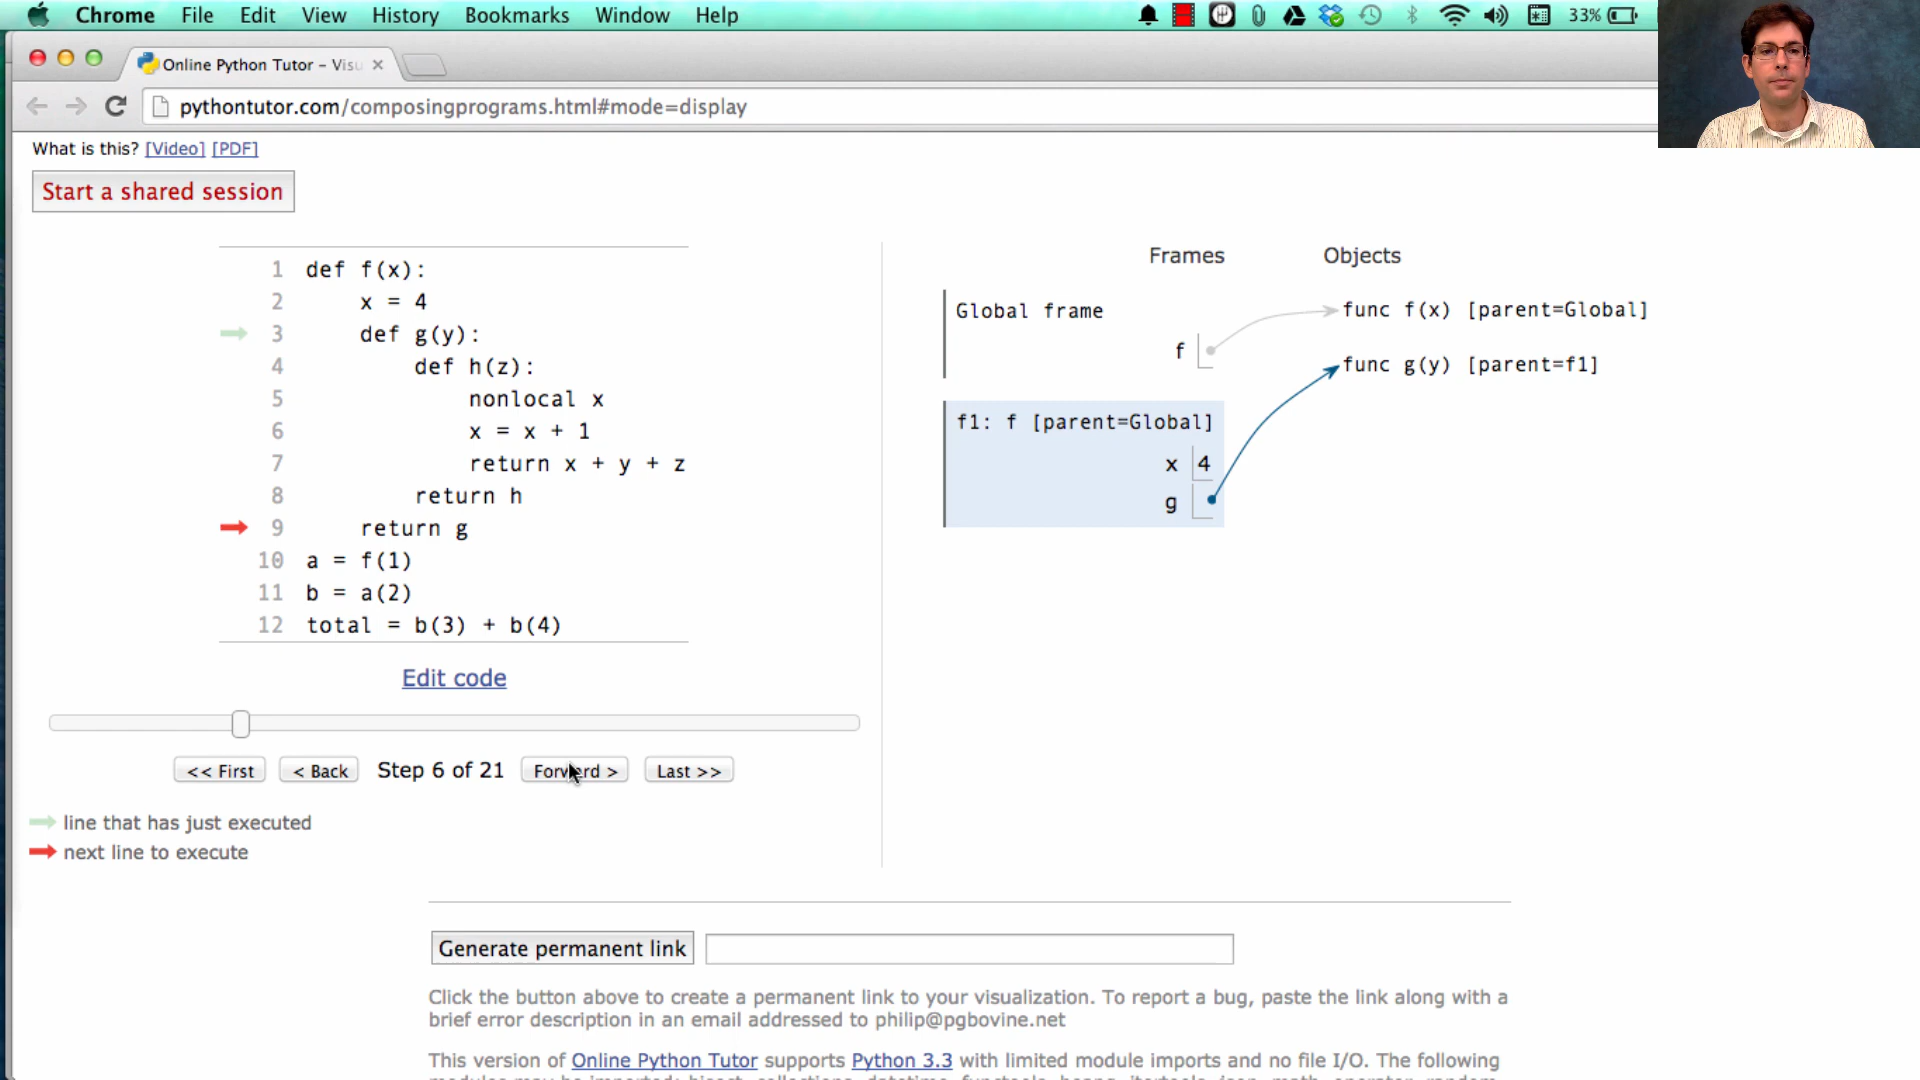 Chrome File Edit View History Bookmarks Window Help 33%
Online Python Tutor – Visu
pythontutor.com/composingprograms.html#mode=display
What is this? [Video] [PDF]
Start a shared session
Frames Objects
1 def f(x):
2 x = 4
3 def g(y):
4 def h(z):
5 nonlocal x
6 x = x + 1
7 return x + y + z
8 return h
9 return g
10 a = f(1)
11 b = a(2)
12 total = b(3) + b(4)
Global frame
f
func f(x) [parent=Global]
func g(y) [parent=f1]
f1: f [parent=Global]
x 4
g
Edit code
<< First < Back Step 6 of 21 Forward > Last >>
line that has just executed
next line to execute
Generate permanent link
Click the button above to create a permanent link to your visualization. To report a bug, paste the link along with a
brief error description in an email addressed to philip@pgbovine.net
This version of Online Python Tutor supports Python 3.3 with limited module imports and no file I/O. The following